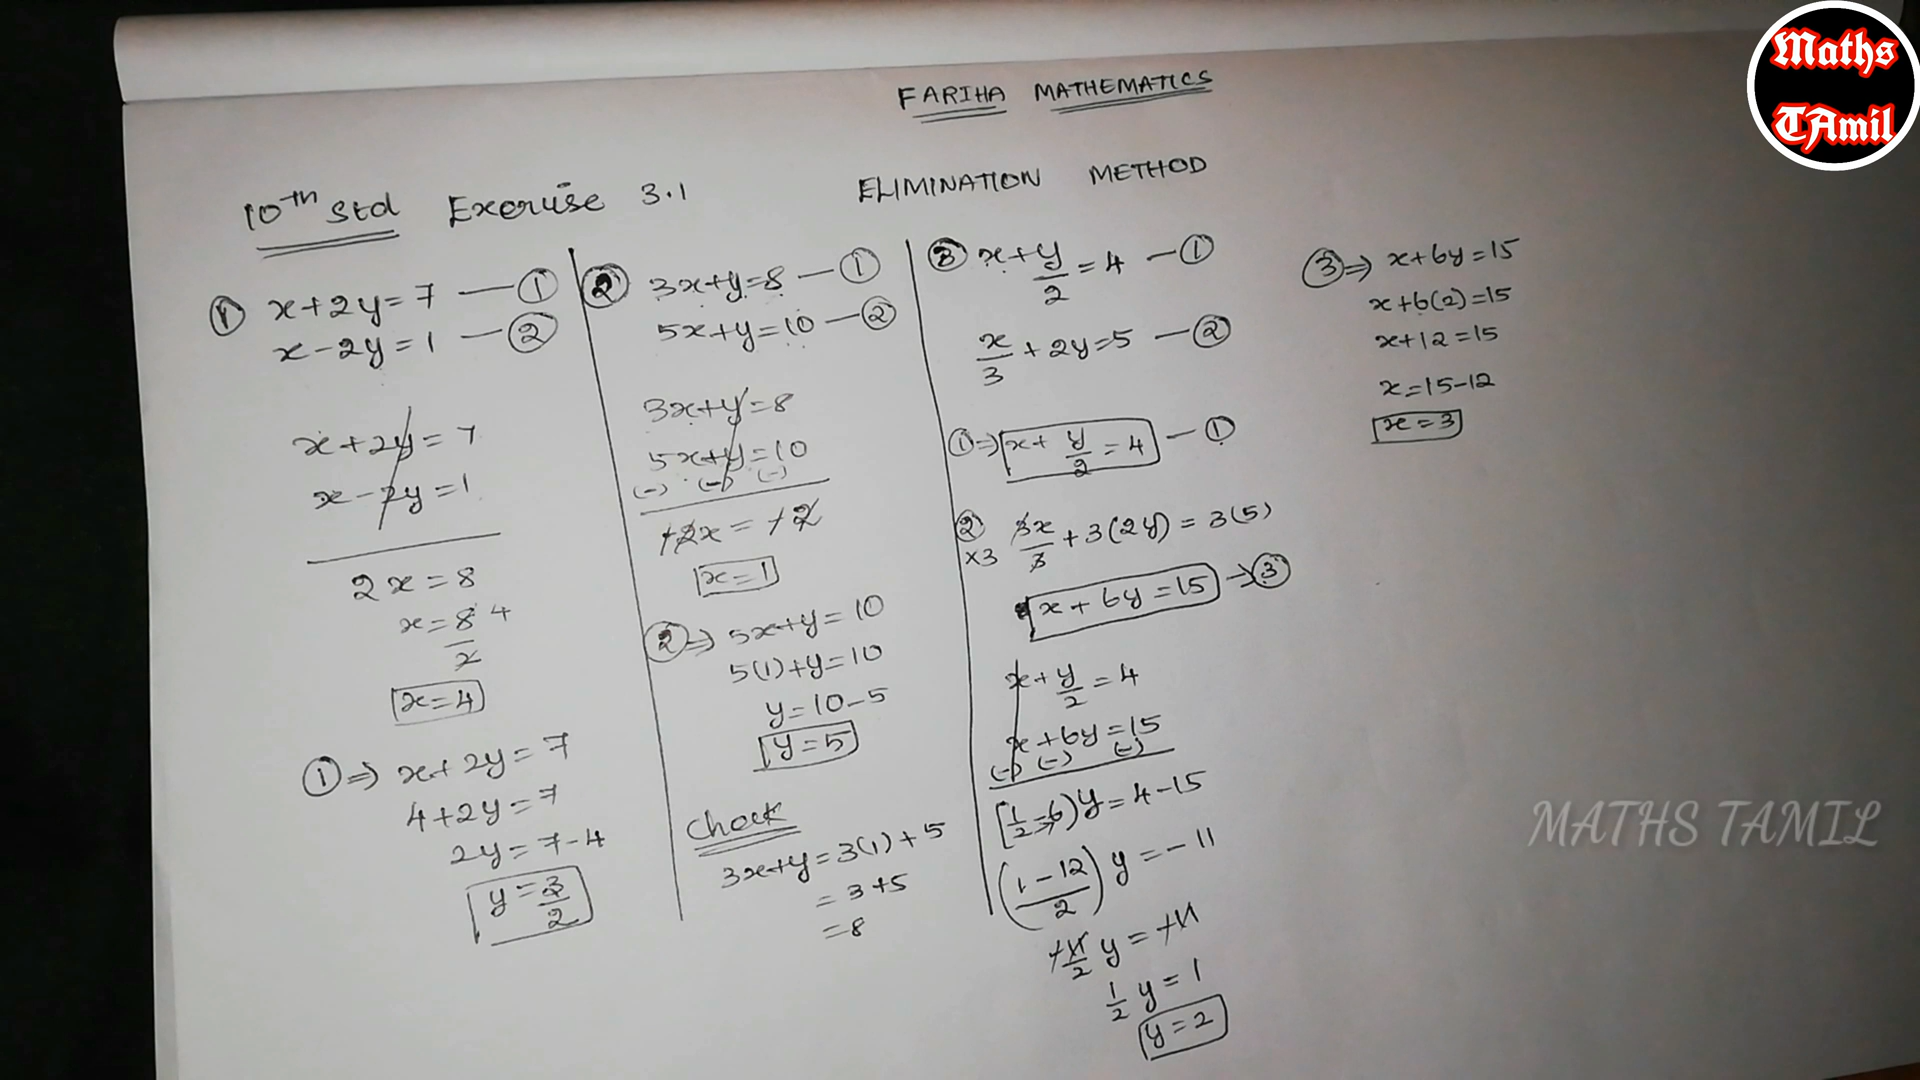 Maths
TAmil
FARIHA MATHEMATICS
10th Std Exercise 3.1
ELIMINATION METHOD
① x+2y=7 — ①
x-2y=1 — ②
x+2y=7
x-2y=1
2x=8
x=8/2 4
x=4
①⇒ x+2y=7
4+2y=7
2y=7-4
y=3/2
② 3x+y=8 — ①
5x+y=10 — ②
3x+y=8
5x+y=10
(-) (-) (-)
+2x=+2
x=1
②⇒ 5x+y=10
5(1)+y=10
y=10-5
y=5
Check
3x+y=3(1)+5
=3+5
=8
③ x+y/2=4 — ①
x/3+2y=5 — ②
①⇒ x+y/2=4 — ①
② ×3 3x/3+3(2y)=3(5)
x+6y=15 → ③
x+y/2=4
x+6y=15
(-) (-) (-)
[1/2-6)y=4-15
(1-12/2)y=-11
+11/2 y=+11
1/2 y=1
y=2
③⇒ x+6y=15
x+6(2)=15
x+12=15
x=15-12
x=3
MATHS TAMIL